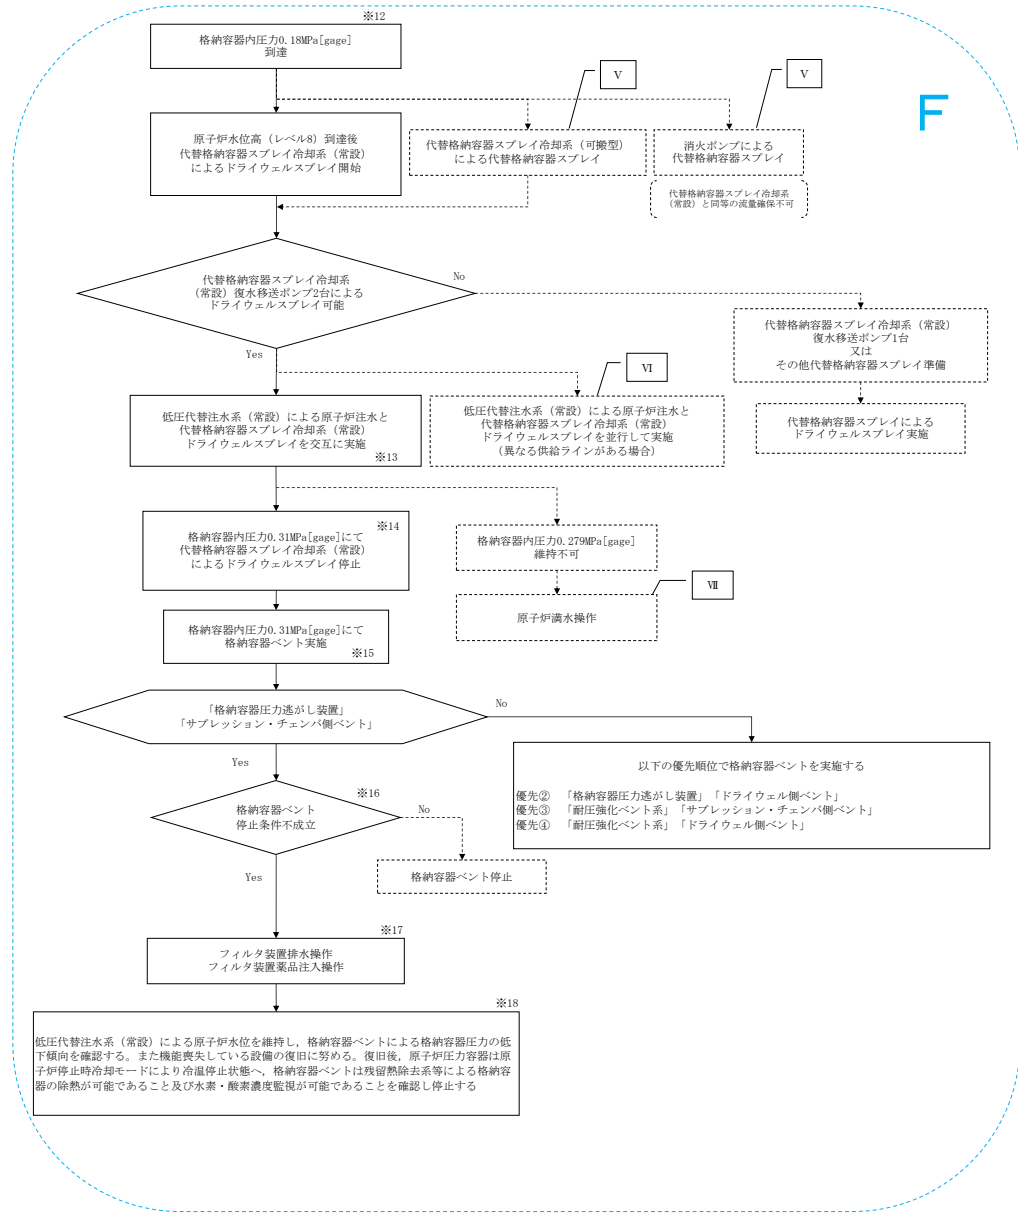 ※12
格納容器内圧力0.18MPa[gage]
到達
Ⅴ
Ⅴ
F
原子炉水位高（レベル8）到達後
代替格納容器スプレイ冷却系（常設）
によるドライウェルスプレイ開始
代替格納容器スプレイ冷却系（可搬型）
による代替格納容器スプレイ
消火ポンプによる
代替格納容器スプレイ
代替格納容器スプレイ冷却系
（常設）と同等の流量確保不可
代替格納容器スプレイ冷却系
（常設）復水移送ポンプ2台による
ドライウェルスプレイ可能
No
Yes
代替格納容器スプレイ冷却系（常設）
復水移送ポンプ1台
又は
その他代替格納容器スプレイ準備
Ⅵ
低圧代替注水系（常設）による原子炉注水と
代替格納容器スプレイ冷却系（常設）
ドライウェルスプレイを交互に実施
※13
低圧代替注水系（常設）による原子炉注水と
代替格納容器スプレイ冷却系（常設）
ドライウェルスプレイを並行して実施
（異なる供給ラインがある場合）
代替格納容器スプレイによる
ドライウェルスプレイ実施
※14
格納容器内圧力0.31MPa[gage]にて
代替格納容器スプレイ冷却系（常設）
によるドライウェルスプレイ停止
格納容器内圧力0.279MPa[gage]
維持不可
Ⅶ
原子炉満水操作
格納容器内圧力0.31MPa[gage]にて
格納容器ベント実施
※15
「格納容器圧力逃がし装置」
「サプレッション・チェンバ側ベント」
No
Yes
以下の優先順位で格納容器ベントを実施する
優先②　「格納容器圧力逃がし装置」「ドライウェル側ベント」
優先③　「耐圧強化ベント系」「サプレッション・チェンバ側ベント」
優先④　「耐圧強化ベント系」「ドライウェル側ベント」
※16
格納容器ベント
停止条件不成立
No
Yes
格納容器ベント停止
※17
フィルタ装置排水操作
フィルタ装置薬品注入操作
※18
低圧代替注水系（常設）による原子炉水位を維持し，格納容器ベントによる格納容器圧力の低
下傾向を確認する。また機能喪失している設備の復旧に努める。復旧後，原子炉圧力容器は原
子炉停止時冷却モードにより冷温停止状態へ，格納容器ベントは残留熱除去系等による格納容
器の除熱が可能であること及び水素・酸素濃度監視が可能であることを確認し停止する